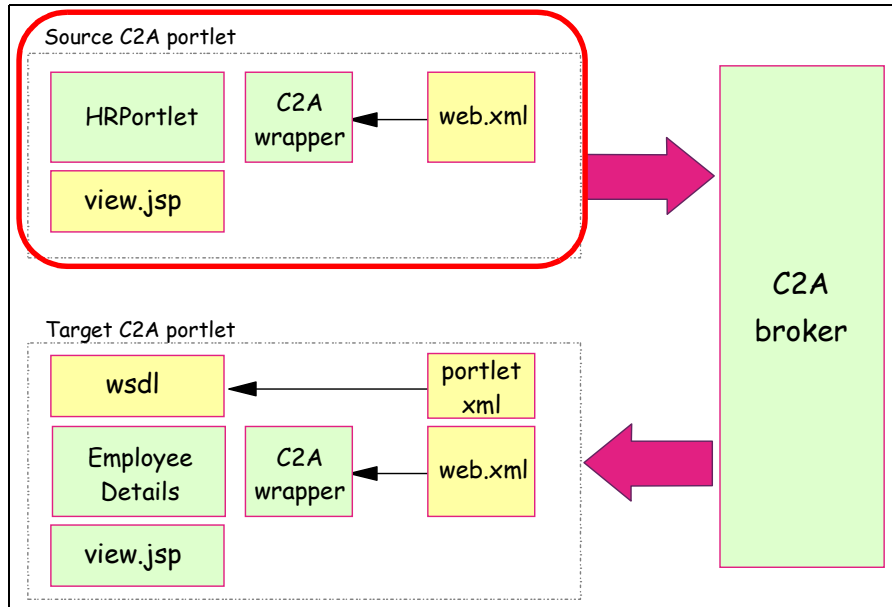 Source C2A portlet
HRPortlet
C2A
wrapper
web.xml
view.jsp
C2A
broker
Target C2A portlet
wsdl
portlet
xml
Employee
Details
C2A
wrapper
web.xml
view.jsp